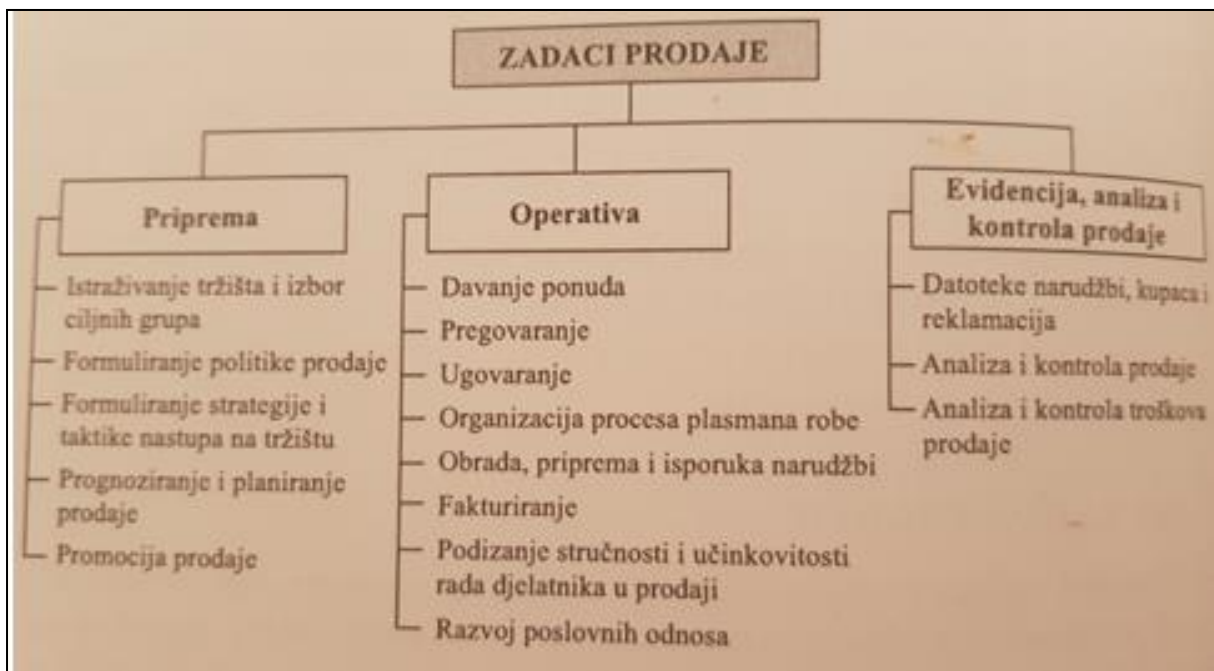 ZADACI PRODAJE
Priprema
Istraživanje tržišta i izbor
ciljnih grupa
Formuliranje politike prodaje
Formuliranje strategije i
taktike nastupa na tržištu
Prognoziranje i planiranje
prodaje
Promocija prodaje
Operativa
Davanje ponuda
Pregovaranje
Ugovaranje
Organizacija procesa plasmana robe
Obrada, priprema i isporuka narudžbi
Fakturiranje
Podizanje stručnosti i učinkovitosti
rada djelatnika u prodaji
Razvoj poslovnih odnosa
Evidencija, analiza i
kontrola prodaje
Datoteke narudžbi, kupaca i
reklamacija
Analiza i kontrola prodaje
Analiza i kontrola troškova
prodaje